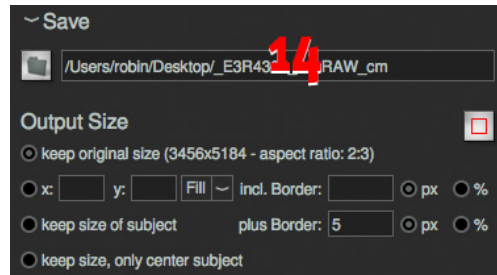 Save
/Users/robin/Desktop/_E3R43 RAW_cm
14
Output Size
keep original size (3456x5184 - aspect ratio: 2:3)
x: y: Fill incl. Border: px %
keep size of subject plus Border: 5 px %
keep size, only center subject